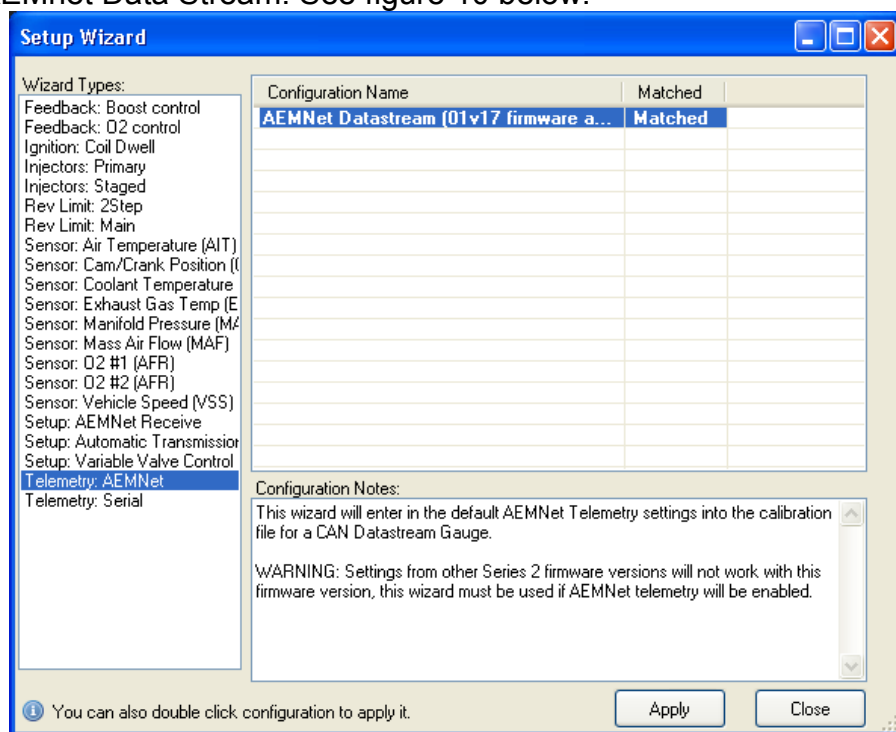 EMnet Data Stream. See figure 10 below.
Setup Wizard
Wizard Types:
Feedback: Boost control
Feedback: O2 control
Ignition: Coil Dwell
Injectors: Primary
Injectors: Staged
Rev Limit: 2Step
Rev Limit: Main
Sensor: Air Temperature (AIT)
Sensor: Cam/Crank Position (
Sensor: Coolant Temperature
Sensor: Exhaust Gas Temp (E
Sensor: Manifold Pressure (MA
Sensor: Mass Air Flow (MAF)
Sensor: O2 #1 (AFR)
Sensor: O2 #2 (AFR)
Sensor: Vehicle Speed (VSS)
Setup: AEMNet Receive
Setup: Automatic Transmission
Setup: Variable Valve Control
Telemetry: AEMNet
Telemetry: Serial
Configuration Name Matched
AEMNet Datastream (01v17 firmware a... Matched
Configuration Notes:
This wizard will enter in the default AEMNet Telemetry settings into the calibration
file for a CAN Datastream Gauge.
WARNING: Settings from other Series 2 firmware versions will not work with this
firmware version, this wizard must be used if AEMNet telemetry will be enabled.
You can also double click configuration to apply it.
Apply
Close